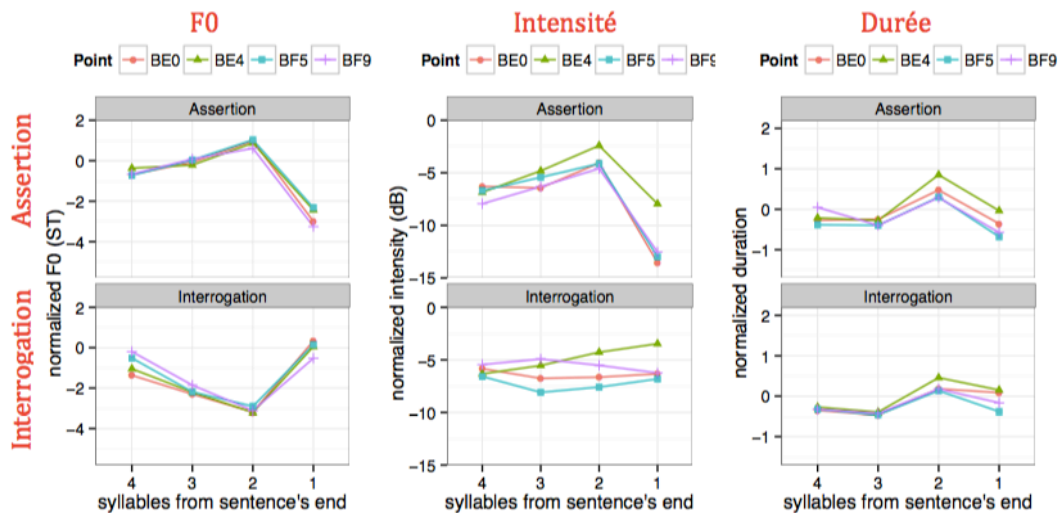 F0
Intensité
Durée
Point BE0 BE4 BF5 BF9
Point BE0 BE4 BF5 BF9
Point BE0 BE4 BF5 BF9
Assertion
Interrogation
normalized F0 (ST)
Assertion
2
0
−2
−4
Interrogation
2
0
−2
−4
4 3 2 1
syllables from sentence's end
normalized intensity (dB)
Assertion
0
−5
−10
−15
Interrogation
0
−5
−10
−15
4 3 2 1
syllables from sentence's end
normalized duration
Assertion
2
1
0
−1
Interrogation
2
1
0
−1
4 3 2 1
syllables from sentence's end